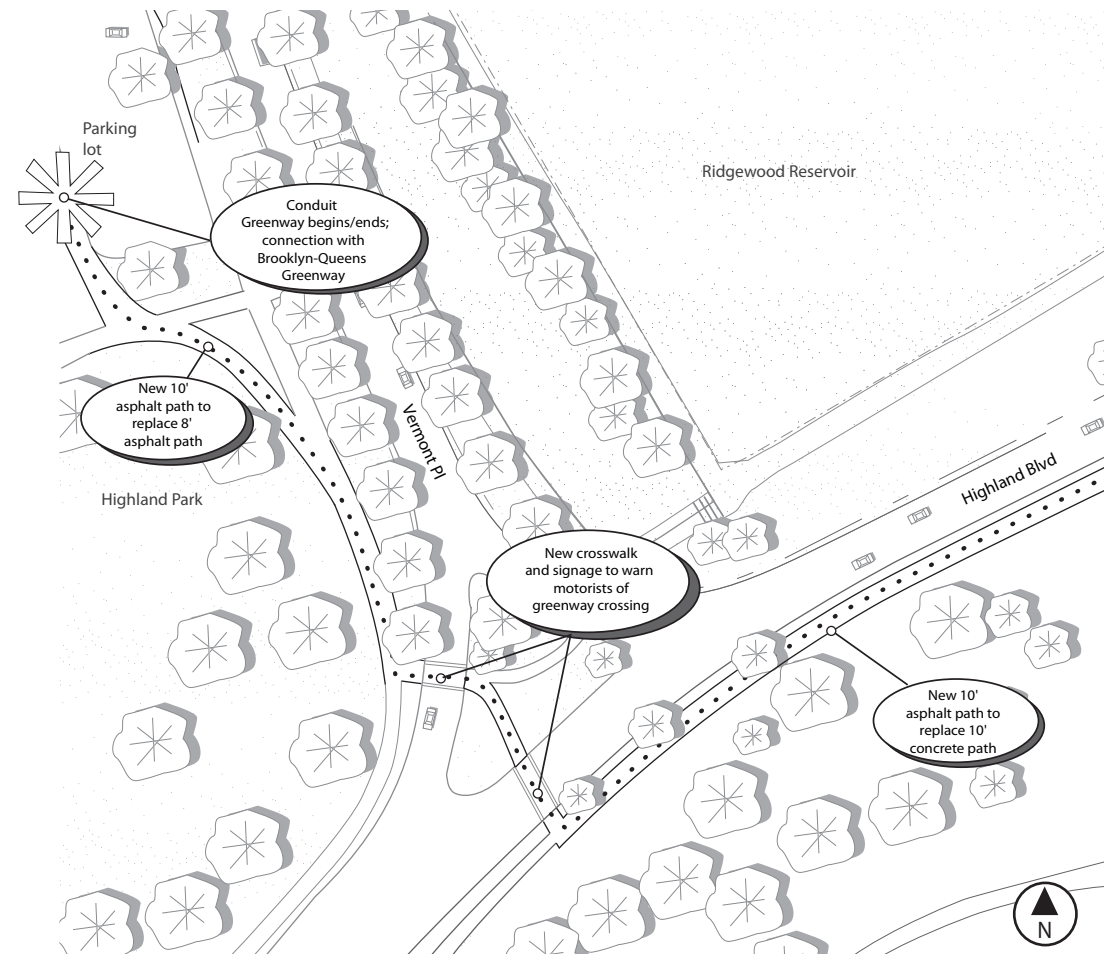 Parking
lot
Ridgewood Reservoir
Conduit
Greenway begins/ends;
connection with
Brooklyn-Queens
Greenway
New 10'
asphalt path to
replace 8'
asphalt path
Vermont Pl
Highland Park
Highland Blvd
New crosswalk
and signage to warn
motorists of
greenway crossing
New 10'
asphalt path to
replace 10'
concrete path
N